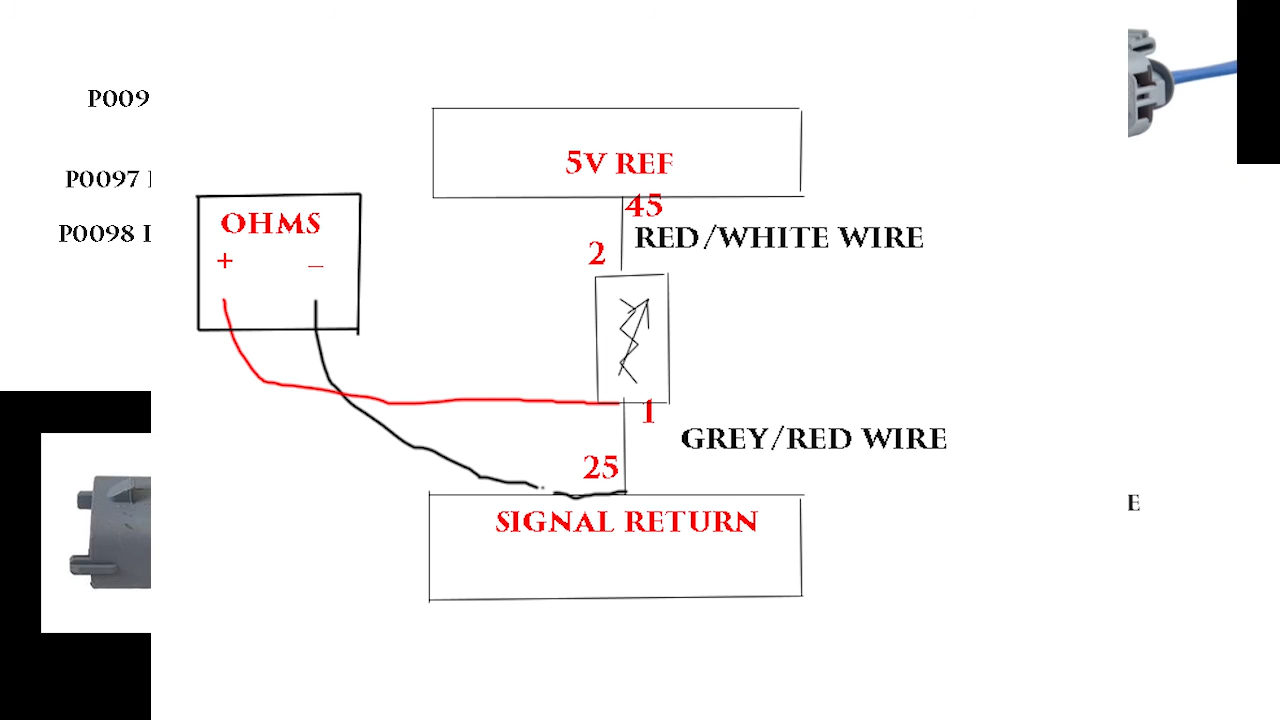 P009
5V REF
P0097
45
P0098
OHMS
RED/WHITE WIRE
2
+ –
1
GREY/RED WIRE
25
E
SIGNAL RETURN